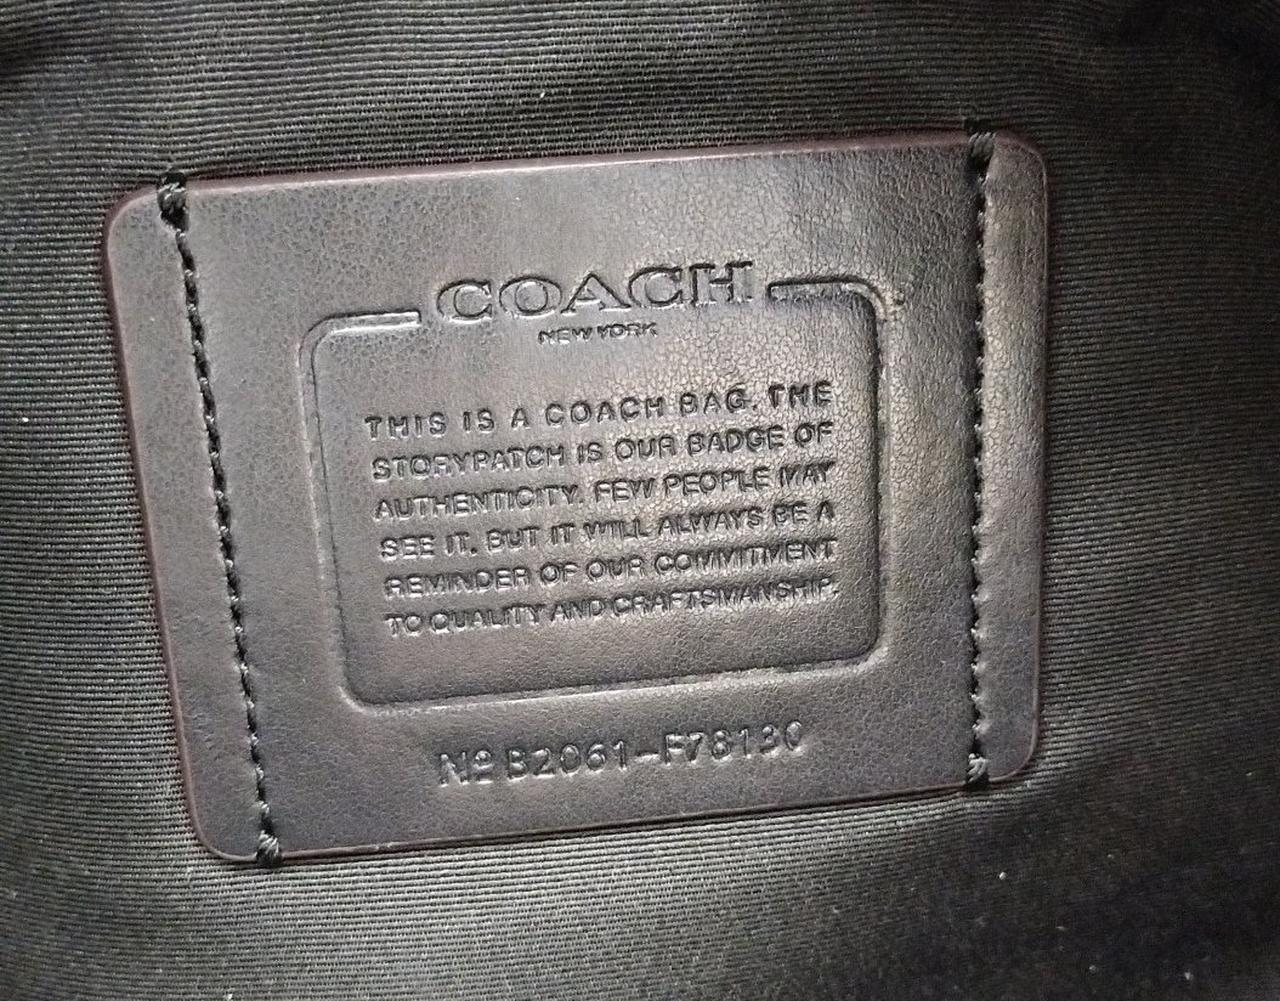 COACH
NEW YORK
THIS IS A COACH BAG. THE
STORYPATCH IS OUR BADGE OF
AUTHENTICITY. FEW PEOPLE MAY
SEE IT. BUT IT WILL ALWAYS BE A
REMINDER OF OUR COMMITMENT
TO QUALITY AND CRAFTSMANSHIP.
Nº B2061-F78130